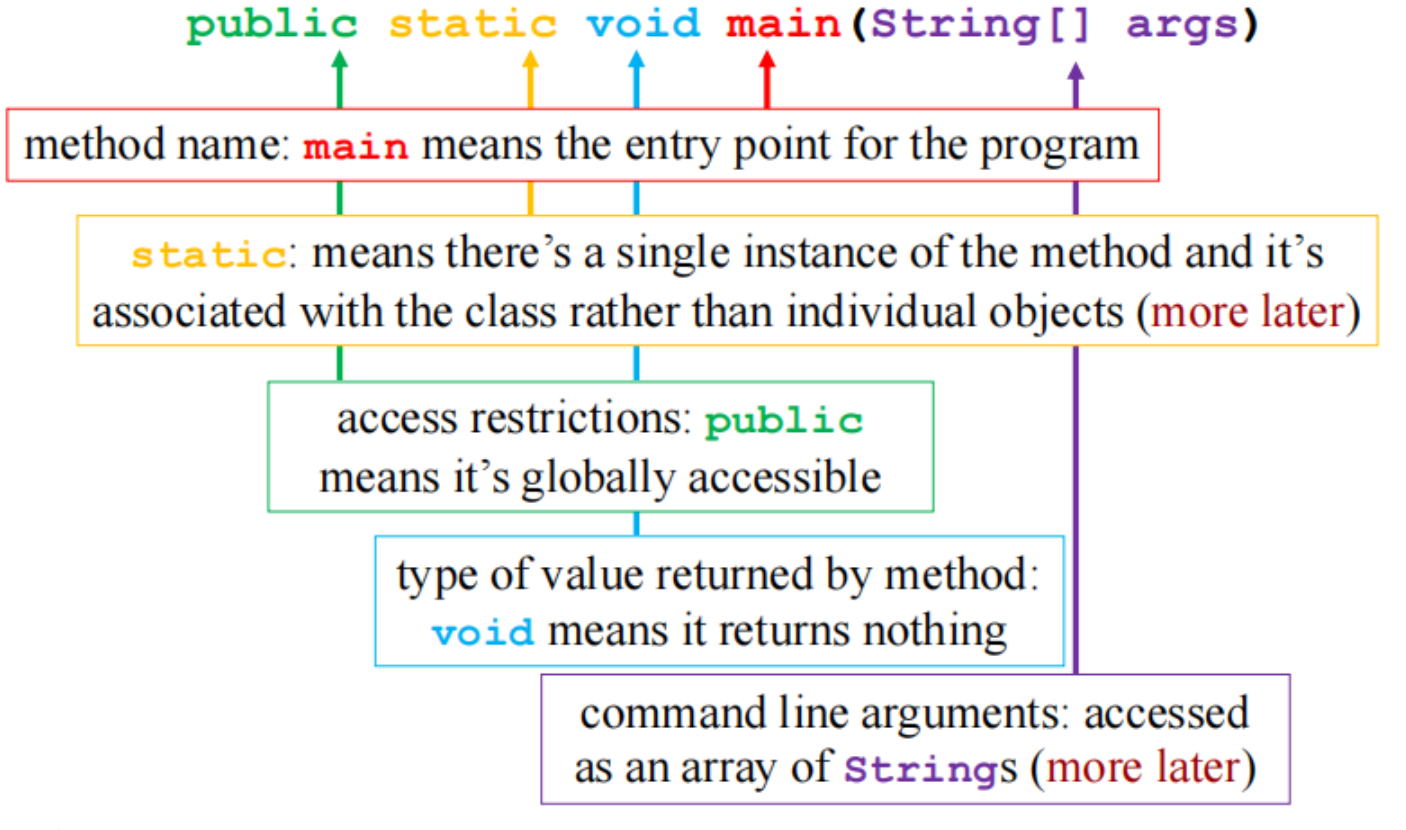 public static void main(String[] args)
method name: main means the entry point for the program
static: means there’s a single instance of the method and it’s
associated with the class rather than individual objects (more later)
access restrictions: public
means it’s globally accessible
type of value returned by method:
void means it returns nothing
command line arguments: accessed
as an array of Strings (more later)